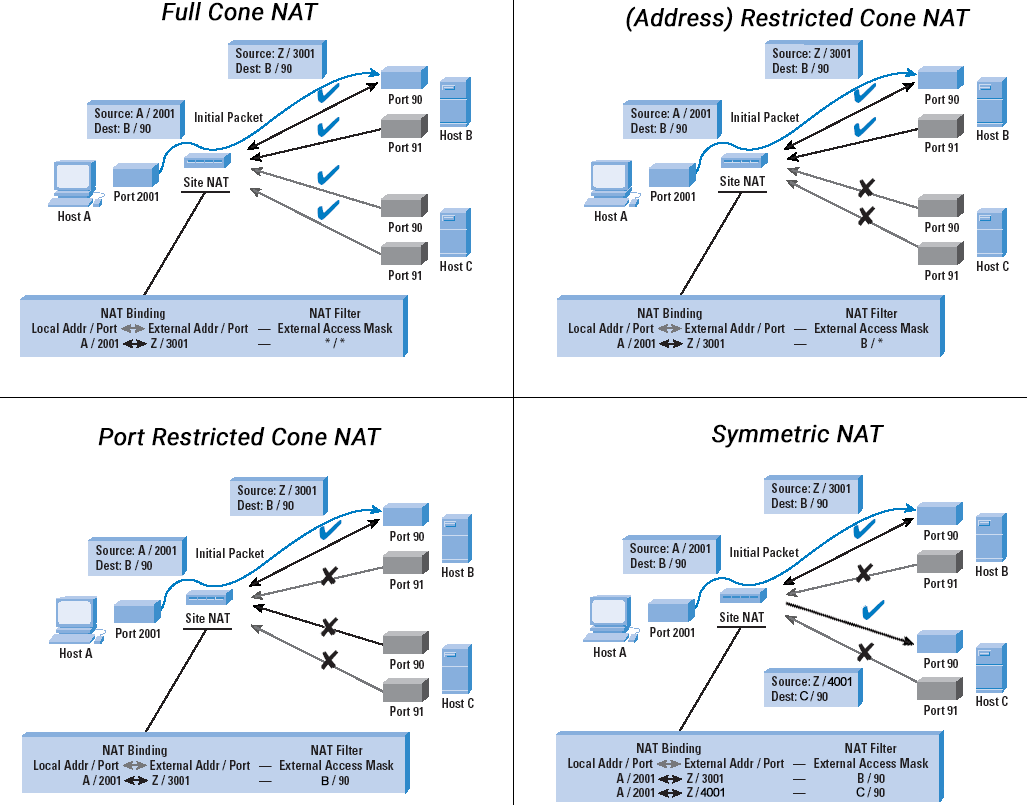 Full Cone NAT
Source: Z / 3001
Dest: B / 90
Port 90
Source: A / 2001
Dest: B / 90
Initial Packet
Host B
Port 91
Site NAT
Port 2001
Host A
Port 90
Host C
Port 91
NAT Binding NAT Filter
Local Addr / Port External Addr / Port — External Access Mask
A / 2001 Z / 3001 — * / *
(Address) Restricted Cone NAT
Source: Z / 3001
Dest: B / 90
Port 90
Source: A / 2001
Dest: B / 90
Initial Packet
Host B
Port 91
Site NAT
Port 2001
Host A
Port 90
Host C
Port 91
NAT Binding NAT Filter
Local Addr / Port External Addr / Port — External Access Mask
A / 2001 Z / 3001 — B / *
Port Restricted Cone NAT
Source: Z / 3001
Dest: B / 90
Port 90
Source: A / 2001
Dest: B / 90
Initial Packet
Host B
Port 91
Site NAT
Port 2001
Host A
Port 90
Host C
Port 91
NAT Binding NAT Filter
Local Addr / Port External Addr / Port — External Access Mask
A / 2001 Z / 3001 — B / 90
Symmetric NAT
Source: Z / 3001
Dest: B / 90
Port 90
Source: A / 2001
Dest: B / 90
Initial Packet
Host B
Port 91
Site NAT
Port 2001
Host A
Port 90
Source: Z / 4001
Dest: C / 90
Host C
Port 91
NAT Binding NAT Filter
Local Addr / Port External Addr / Port — External Access Mask
A / 2001 Z / 3001 — B / 90
A / 2001 Z / 4001 — C / 90